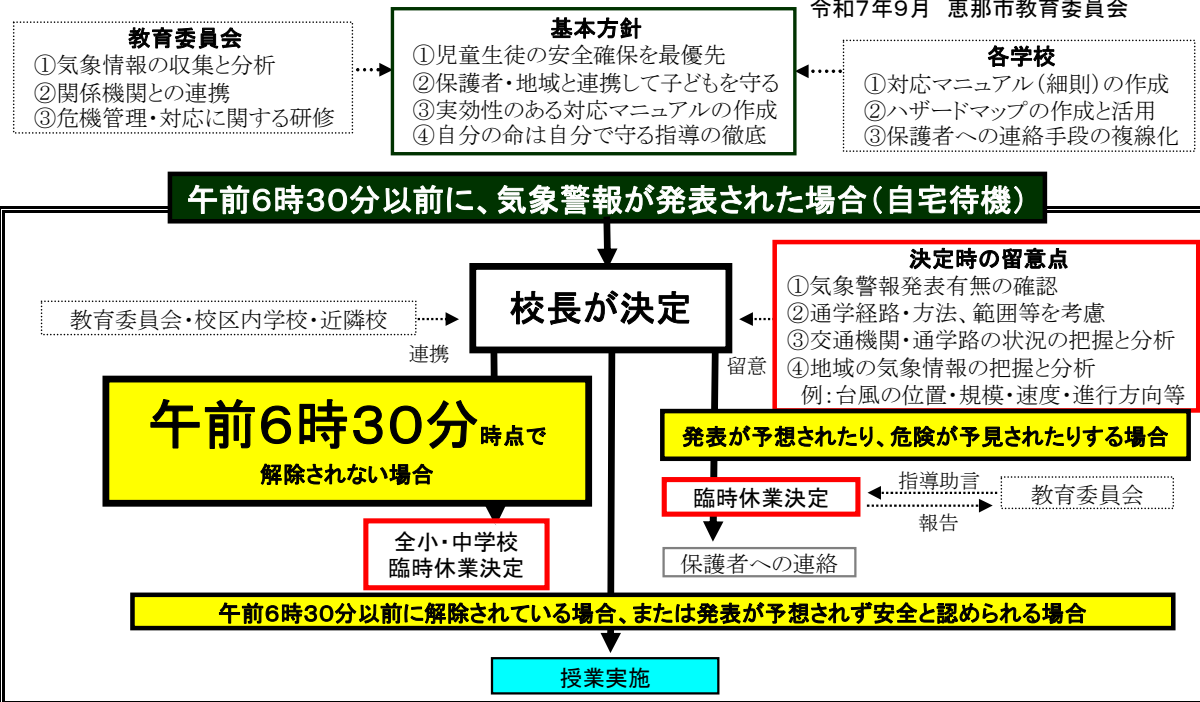 令和7年9月 恵那市教育委員会
教育委員会
①気象情報の収集と分析
②関係機関との連携
③危機管理・対応に関する研修
基本方針
①児童生徒の安全確保を最優先
②保護者・地域と連携して子どもを守る
③実効性のある対応マニュアルの作成
④自分の命は自分で守る指導の徹底
各学校
①対応マニュアル(細則)の作成
②ハザードマップの作成と活用
③保護者への連絡手段の複線化
午前6時30分以前に、気象警報が発表された場合(自宅待機)
校長が決定
教育委員会・校区内学校・近隣校
連携
決定時の留意点
①気象警報発表有無の確認
②通学経路・方法、範囲等を考慮
③交通機関・通学路の状況の把握と分析
④地域の気象情報の把握と分析
例:台風の位置・規模・速度・進行方向等
留意
午前6時30分時点で
解除されない場合
発表が予想されたり、危険が予見されたりする場合
臨時休業決定
指導助言
報告
教育委員会
全小・中学校
臨時休業決定
保護者への連絡
午前6時30分以前に解除されている場合、または発表が予想されず安全と認められる場合
授業実施